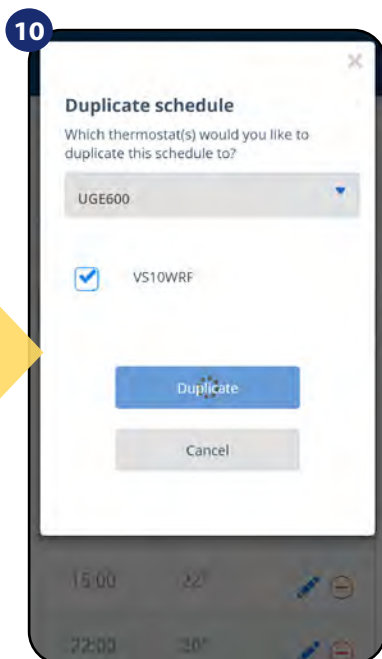 10
×
Duplicate schedule
Which thermostat(s) would you like to
duplicate this schedule to?
UGE600
VS10WRF
Duplicate
Cancel
15:00 22°
22:00 20°